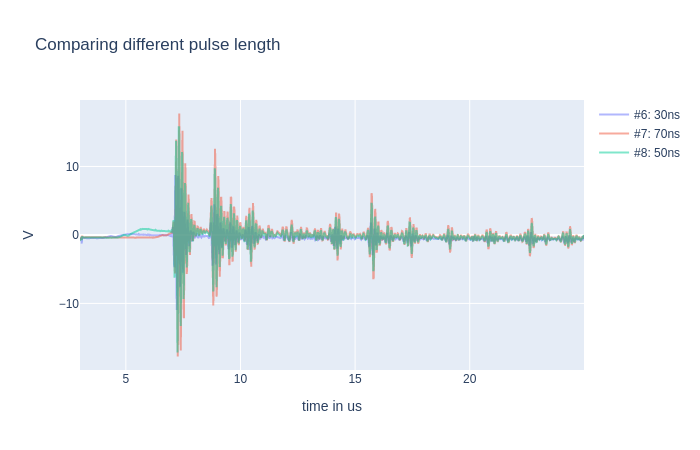 Comparing different pulse length
#6: 30ns
#7: 70ns
#8: 50ns
10
0
−10
V
5
10
15
20
time in us